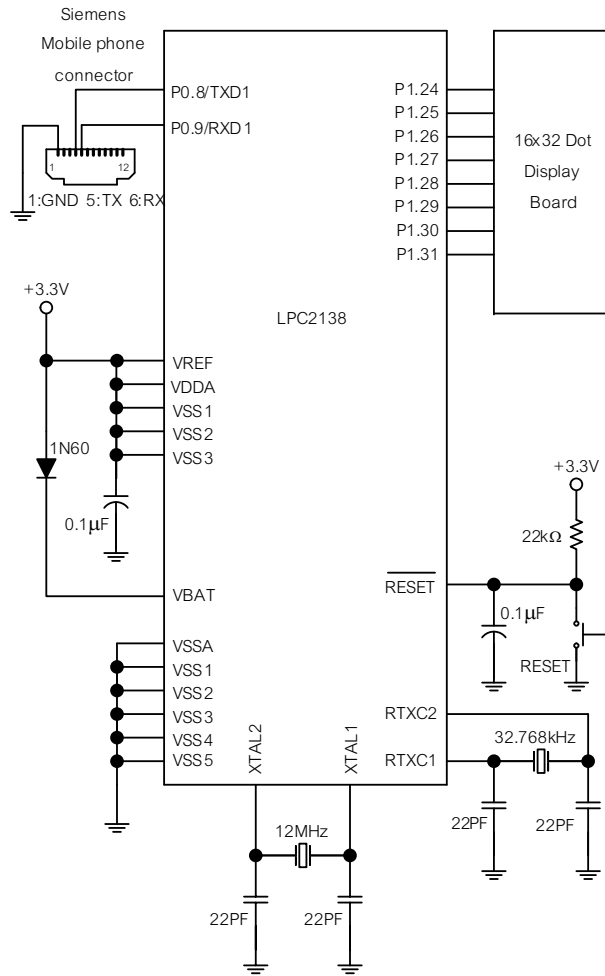 Siemens
Mobile phone
connector
1
12
1:GND 5:TX 6:RX
P0.8/TXD1
P0.9/RXD1
P1.24
P1.25
P1.26
P1.27
P1.28
P1.29
P1.30
P1.31
16x32 Dot
Display
Board
LPC2138
+3.3V
VREF
VDDA
VSS1
VSS2
VSS3
1N60
0.1µF
VBAT
VSSA
VSS1
VSS2
VSS3
VSS4
VSS5
+3.3V
22kΩ
RESET
0.1µF
RESET
RTXC2
RTXC1
32.768kHz
22PF
22PF
XTAL2
XTAL1
12MHz
22PF
22PF